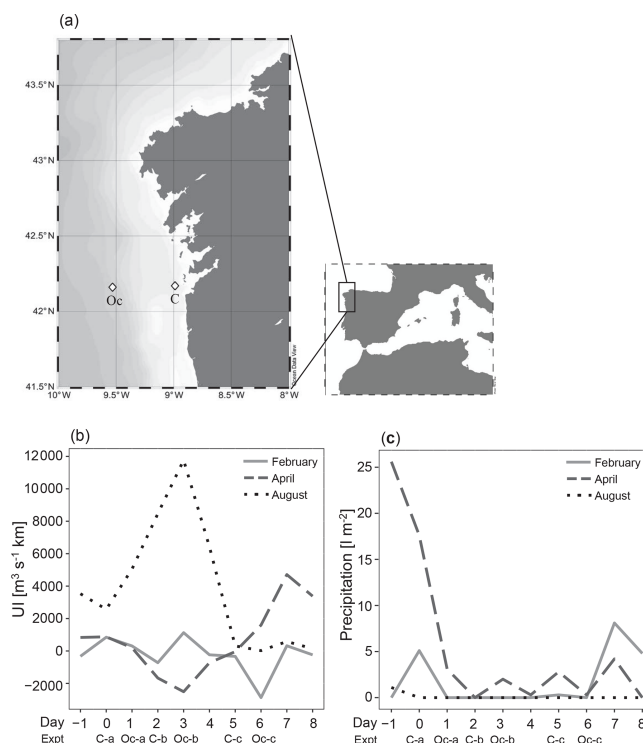 (a)
43.5°N
43°N
42.5°N
42°N
41.5°N
Oc
C
Ocean Data View
10°W 9.5°W 9°W 8.5°W 8°W
(b)
12000
10000
8000
6000
4000
2000
0
−2000
UI [m³ s⁻¹ km]
February
April
August
Day −1 0 1 2 3 4 5 6 7 8
Expt C-a Oc-a C-b Oc-b C-c Oc-c
(c)
25
20
15
10
5
0
Precipitation [l m⁻²]
February
April
August
Day −1 0 1 2 3 4 5 6 7 8
Expt C-a Oc-a C-b Oc-b C-c Oc-c